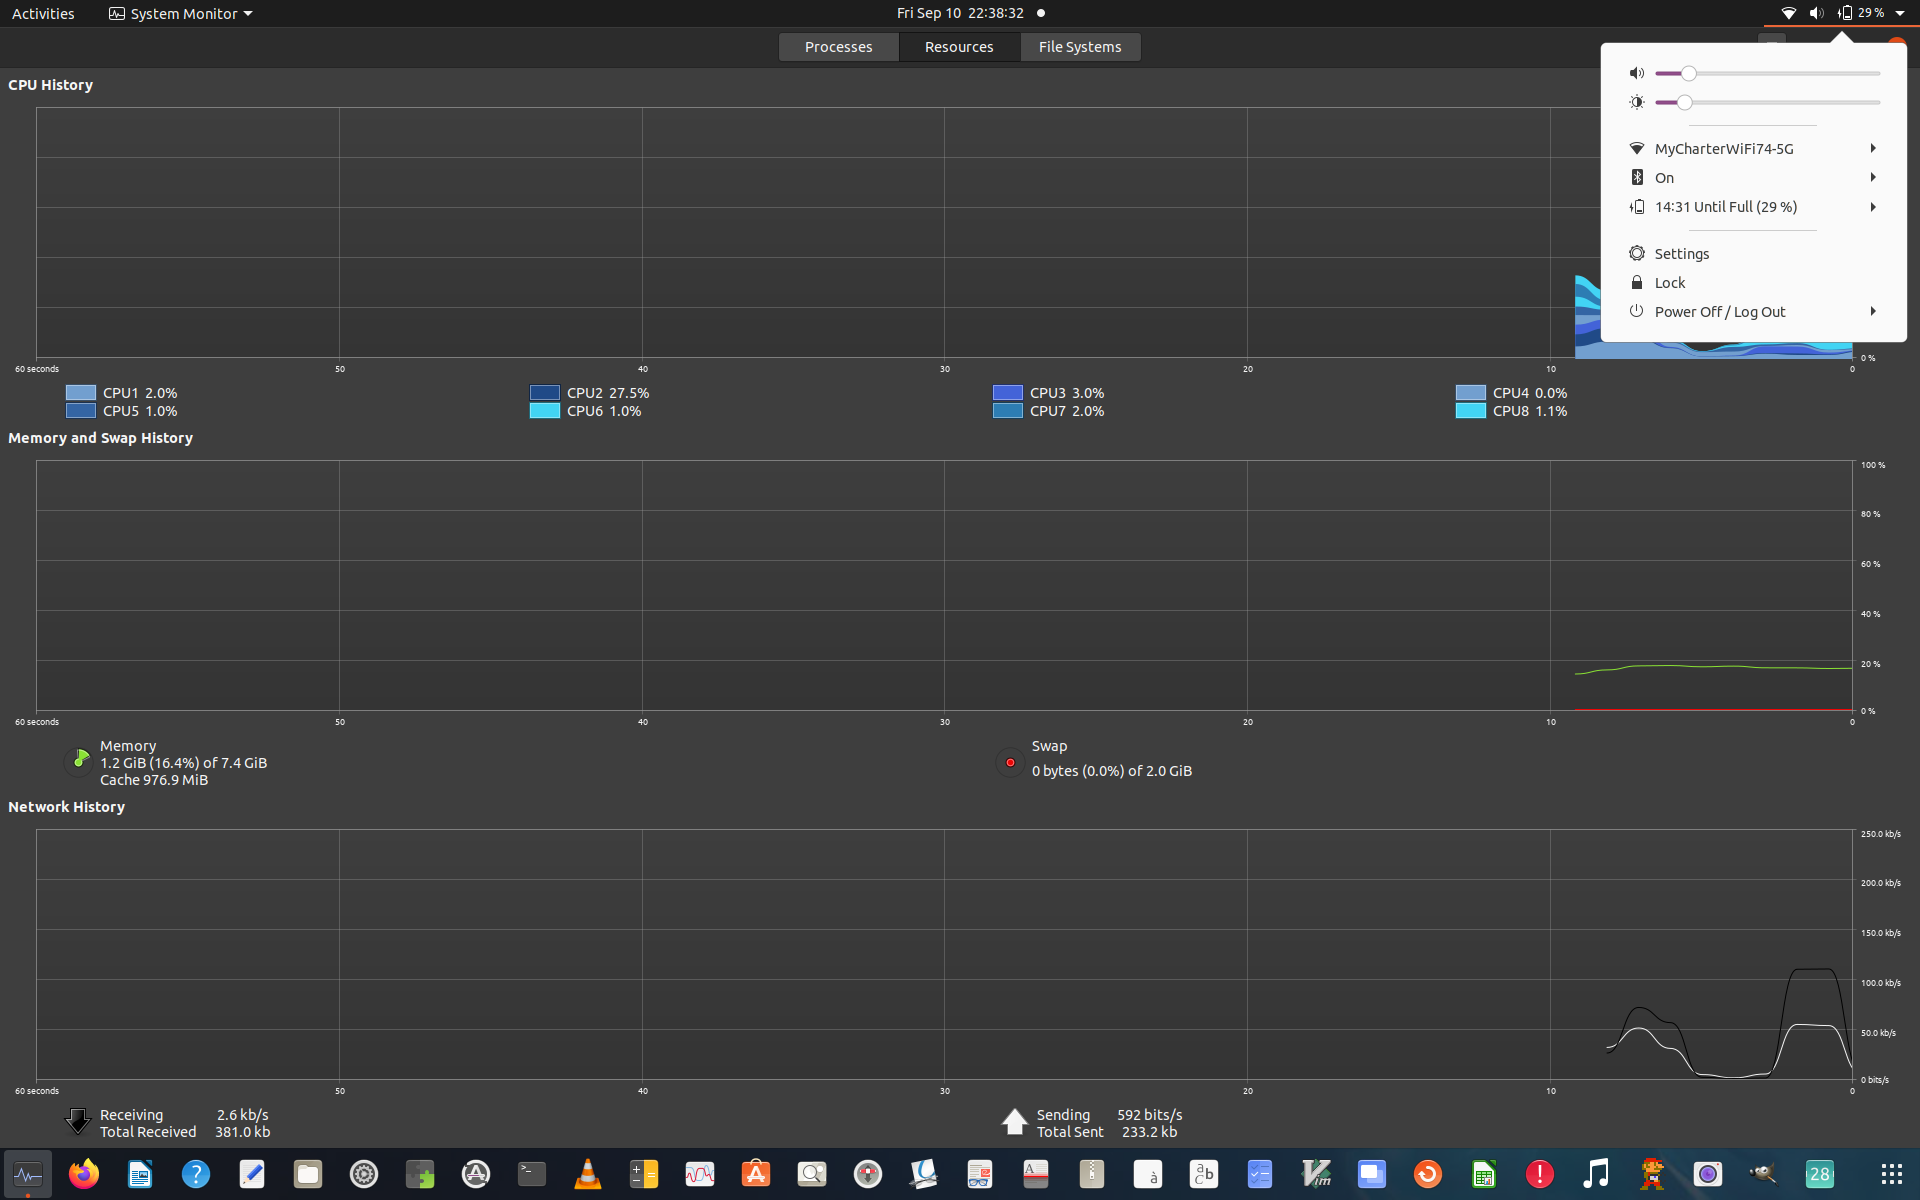 Activities
System Monitor
Fri Sep 10 22:38:32
29 %
Processes
Resources
File Systems
MyCharterWiFi74-5G
On
14:31 Until Full (29 %)
Settings
Lock
Power Off / Log Out
CPU History
0 %
60 seconds 50 40 30 20 10 0
CPU1 2.0% CPU2 27.5% CPU3 3.0% CPU4 0.0%
CPU5 1.0% CPU6 1.0% CPU7 2.0% CPU8 1.1%
Memory and Swap History
100 %
80 %
60 %
40 %
20 %
0 %
60 seconds 50 40 30 20 10 0
Memory
1.2 GiB (16.4%) of 7.4 GiB
Cache 976.9 MiB
Swap
0 bytes (0.0%) of 2.0 GiB
Network History
250.0 kb/s
200.0 kb/s
150.0 kb/s
100.0 kb/s
50.0 kb/s
0 bits/s
60 seconds 50 40 30 20 10 0
Receiving 2.6 kb/s
Total Received 381.0 kb
Sending 592 bits/s
Total Sent 233.2 kb
?
>_
A
à
a b c
Vim
!
28